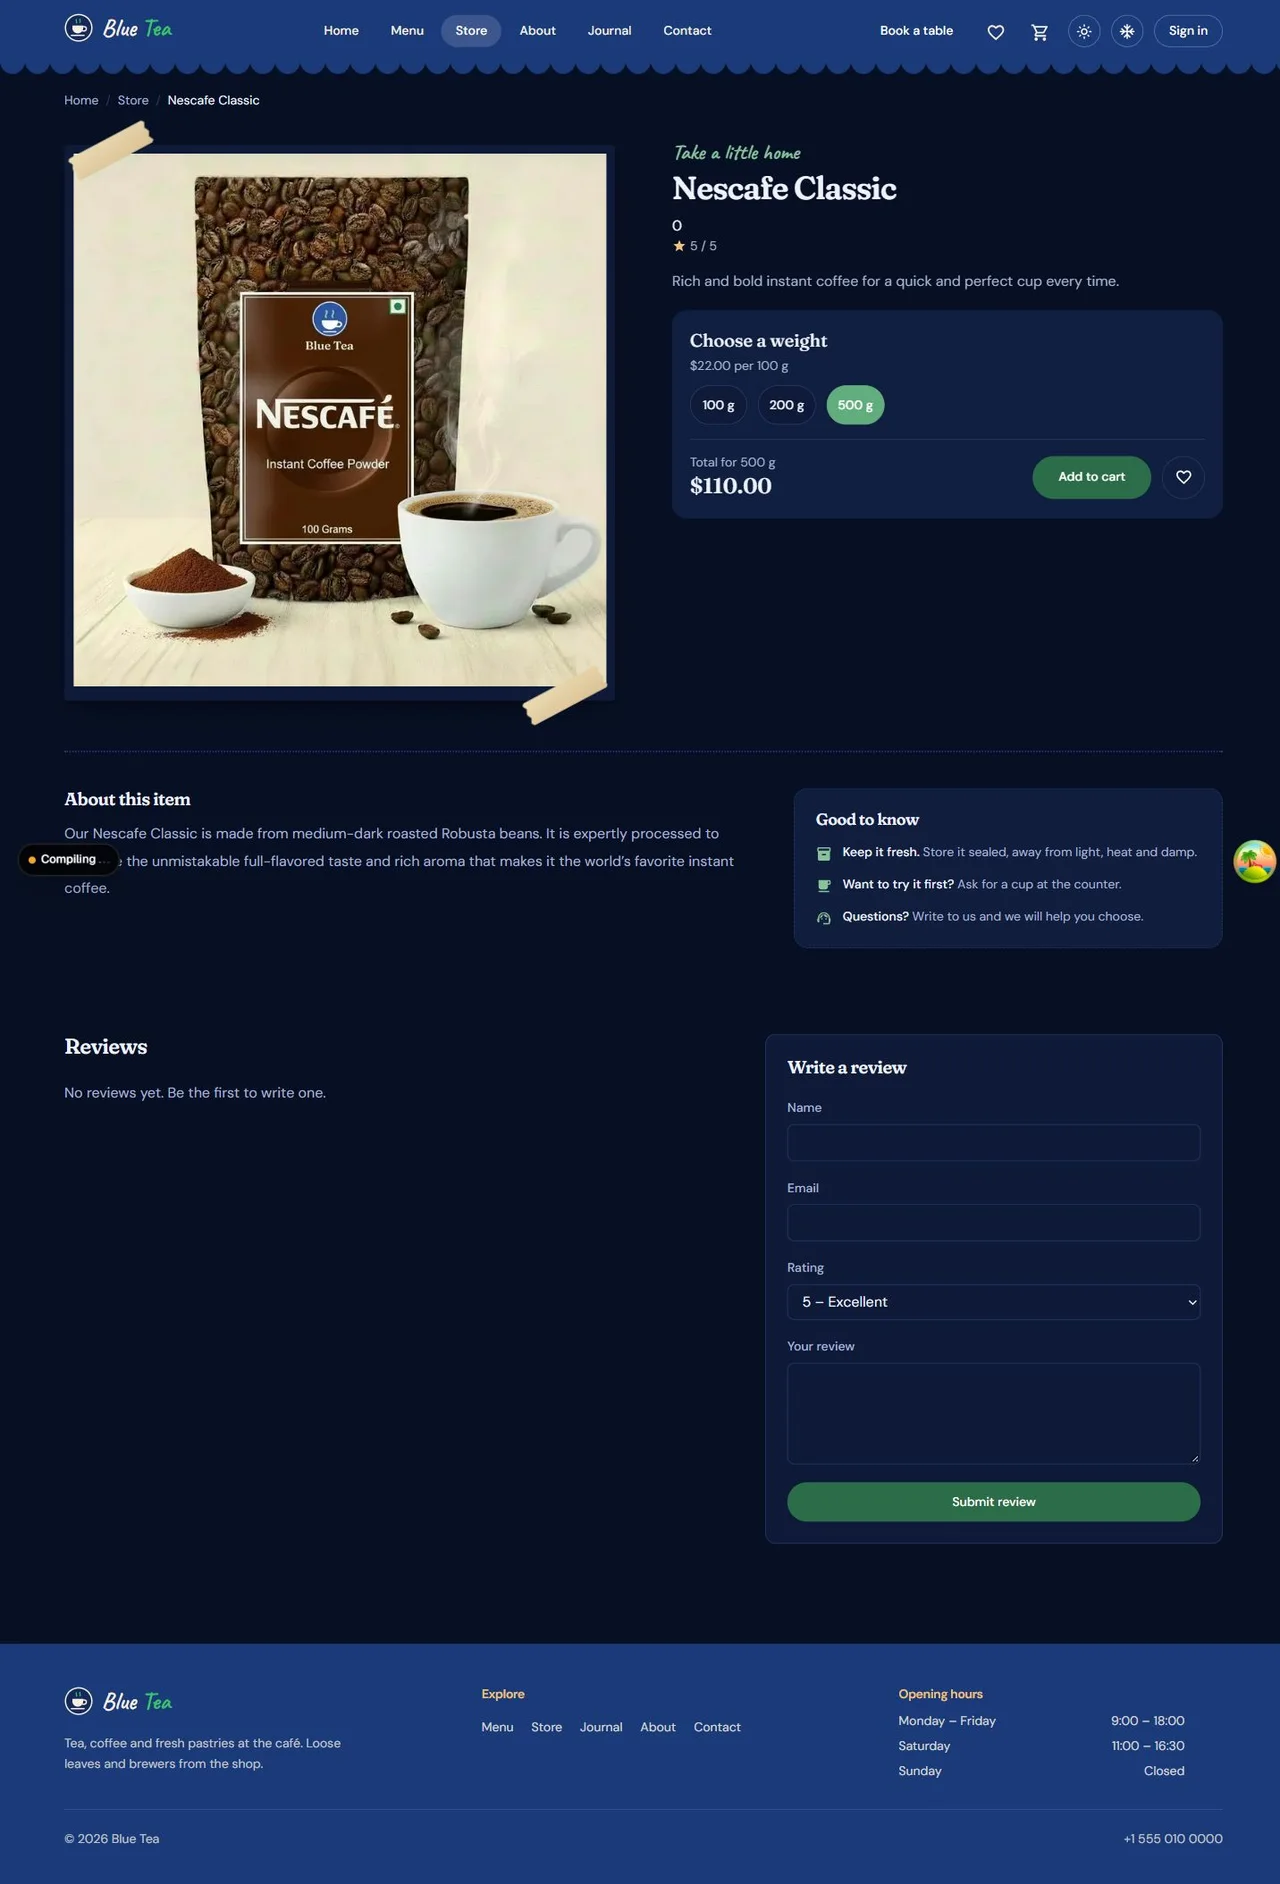 Blue Tea
Home Menu Store About Journal Contact
Book a table
Sign in
Home / Store / Nescafe Classic
Blue Tea
NESCAFÉ®
Instant Coffee Powder
100 Grams
Take a little home
Nescafe Classic
0
★ 5 / 5
Rich and bold instant coffee for a quick and perfect cup every time.
Choose a weight
$22.00 per 100 g
100 g 200 g 500 g
Total for 500 g
$110.00
Add to cart
About this item
Our Nescafe Classic is made from medium-dark roasted Robusta beans. It is expertly processed to
the unmistakable full-flavored taste and rich aroma that makes it the world’s favorite instant
coffee.
Compiling ...
Good to know
Keep it fresh. Store it sealed, away from light, heat and damp.
Want to try it first? Ask for a cup at the counter.
Questions? Write to us and we will help you choose.
Reviews
No reviews yet. Be the first to write one.
Write a review
Name
Email
Rating
5 – Excellent
Your review
Submit review
Blue Tea
Tea, coffee and fresh pastries at the café. Loose
leaves and brewers from the shop.
Explore
Menu Store Journal About Contact
Opening hours
Monday – Friday 9:00 – 18:00
Saturday 11:00 – 16:30
Sunday Closed
© 2026 Blue Tea
+1 555 010 0000